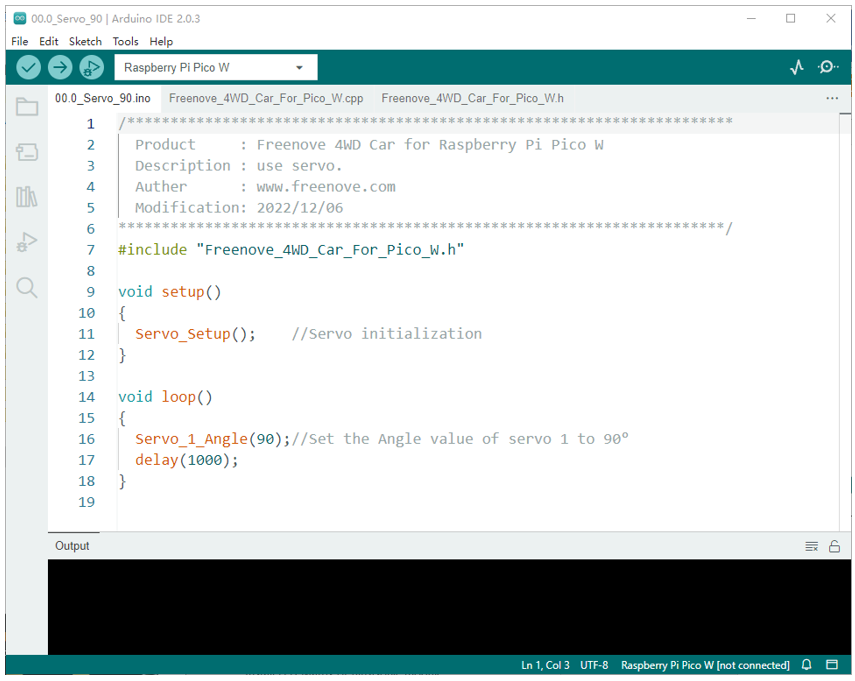 00.0_Servo_90 | Arduino IDE 2.0.3
File Edit Sketch Tools Help
Raspberry Pi Pico W
00.0_Servo_90.ino Freenove_4WD_Car_For_Pico_W.cpp Freenove_4WD_Car_For_Pico_W.h ...
1 /**********************************************************************
2 Product : Freenove 4WD Car for Raspberry Pi Pico W
3 Description : use servo.
4 Auther : www.freenove.com
5 Modification: 2022/12/06
6 **********************************************************************/
7 #include "Freenove_4WD_Car_For_Pico_W.h"
8
9 void setup()
10 {
11 Servo_Setup(); //Servo initialization
12 }
13
14 void loop()
15 {
16 Servo_1_Angle(90);//Set the Angle value of servo 1 to 90°
17 delay(1000);
18 }
19
Output
Ln 1, Col 3 UTF-8 Raspberry Pi Pico W [not connected]